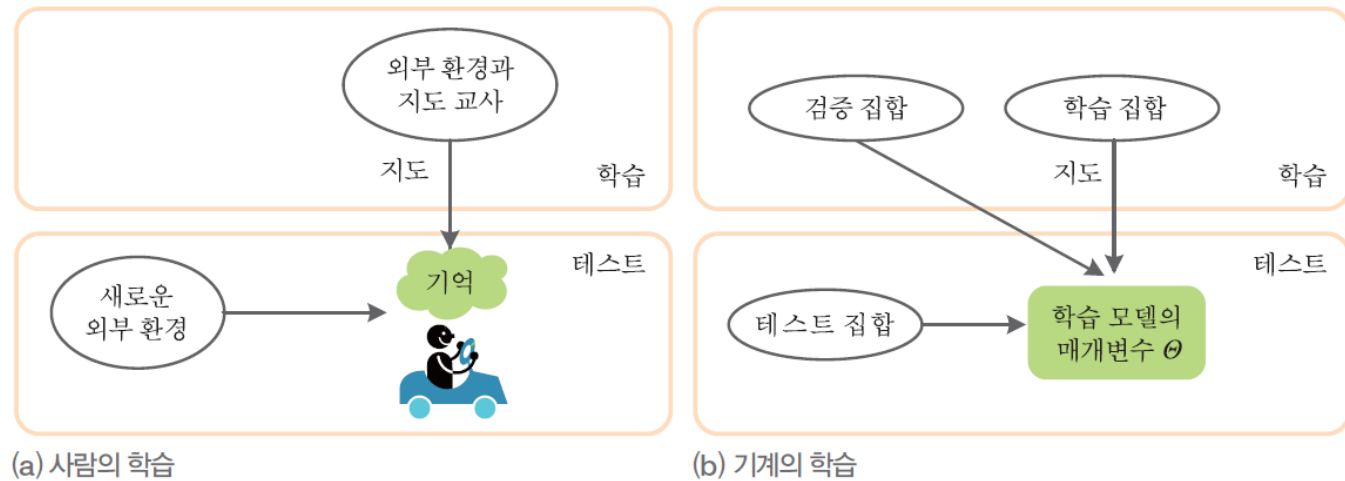 외부 환경과
지도 교사
지도
학습
새로운
외부 환경
기억
테스트
(a) 사람의 학습
검증 집합
학습 집합
지도
학습
테스트 집합
학습 모델의
매개변수 Θ
테스트
(b) 기계의 학습